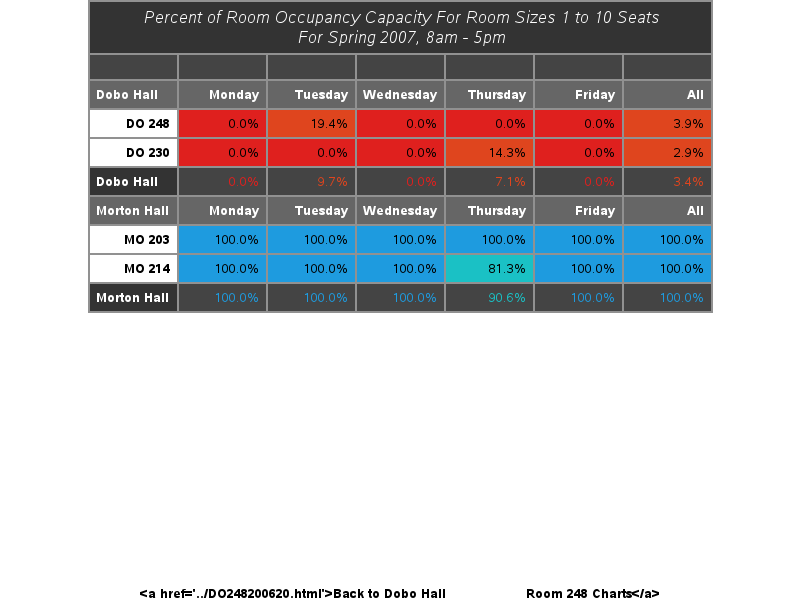 Percent of Room Occupancy Capacity For Room Sizes 1 to 10 Seats
For Spring 2007, 8am - 5pm
Dobo Hall Monday Tuesday Wednesday Thursday Friday All
DO 248 0.0% 19.4% 0.0% 0.0% 0.0% 3.9%
DO 230 0.0% 0.0% 0.0% 14.3% 0.0% 2.9%
Dobo Hall 0.0% 9.7% 0.0% 7.1% 0.0% 3.4%
Morton Hall Monday Tuesday Wednesday Thursday Friday All
MO 203 100.0% 100.0% 100.0% 100.0% 100.0% 100.0%
MO 214 100.0% 100.0% 100.0% 81.3% 100.0% 100.0%
Morton Hall 100.0% 100.0% 100.0% 90.6% 100.0% 100.0%
<a href='../DO248200620.html'>Back to Dobo Hall Room 248 Charts</a>